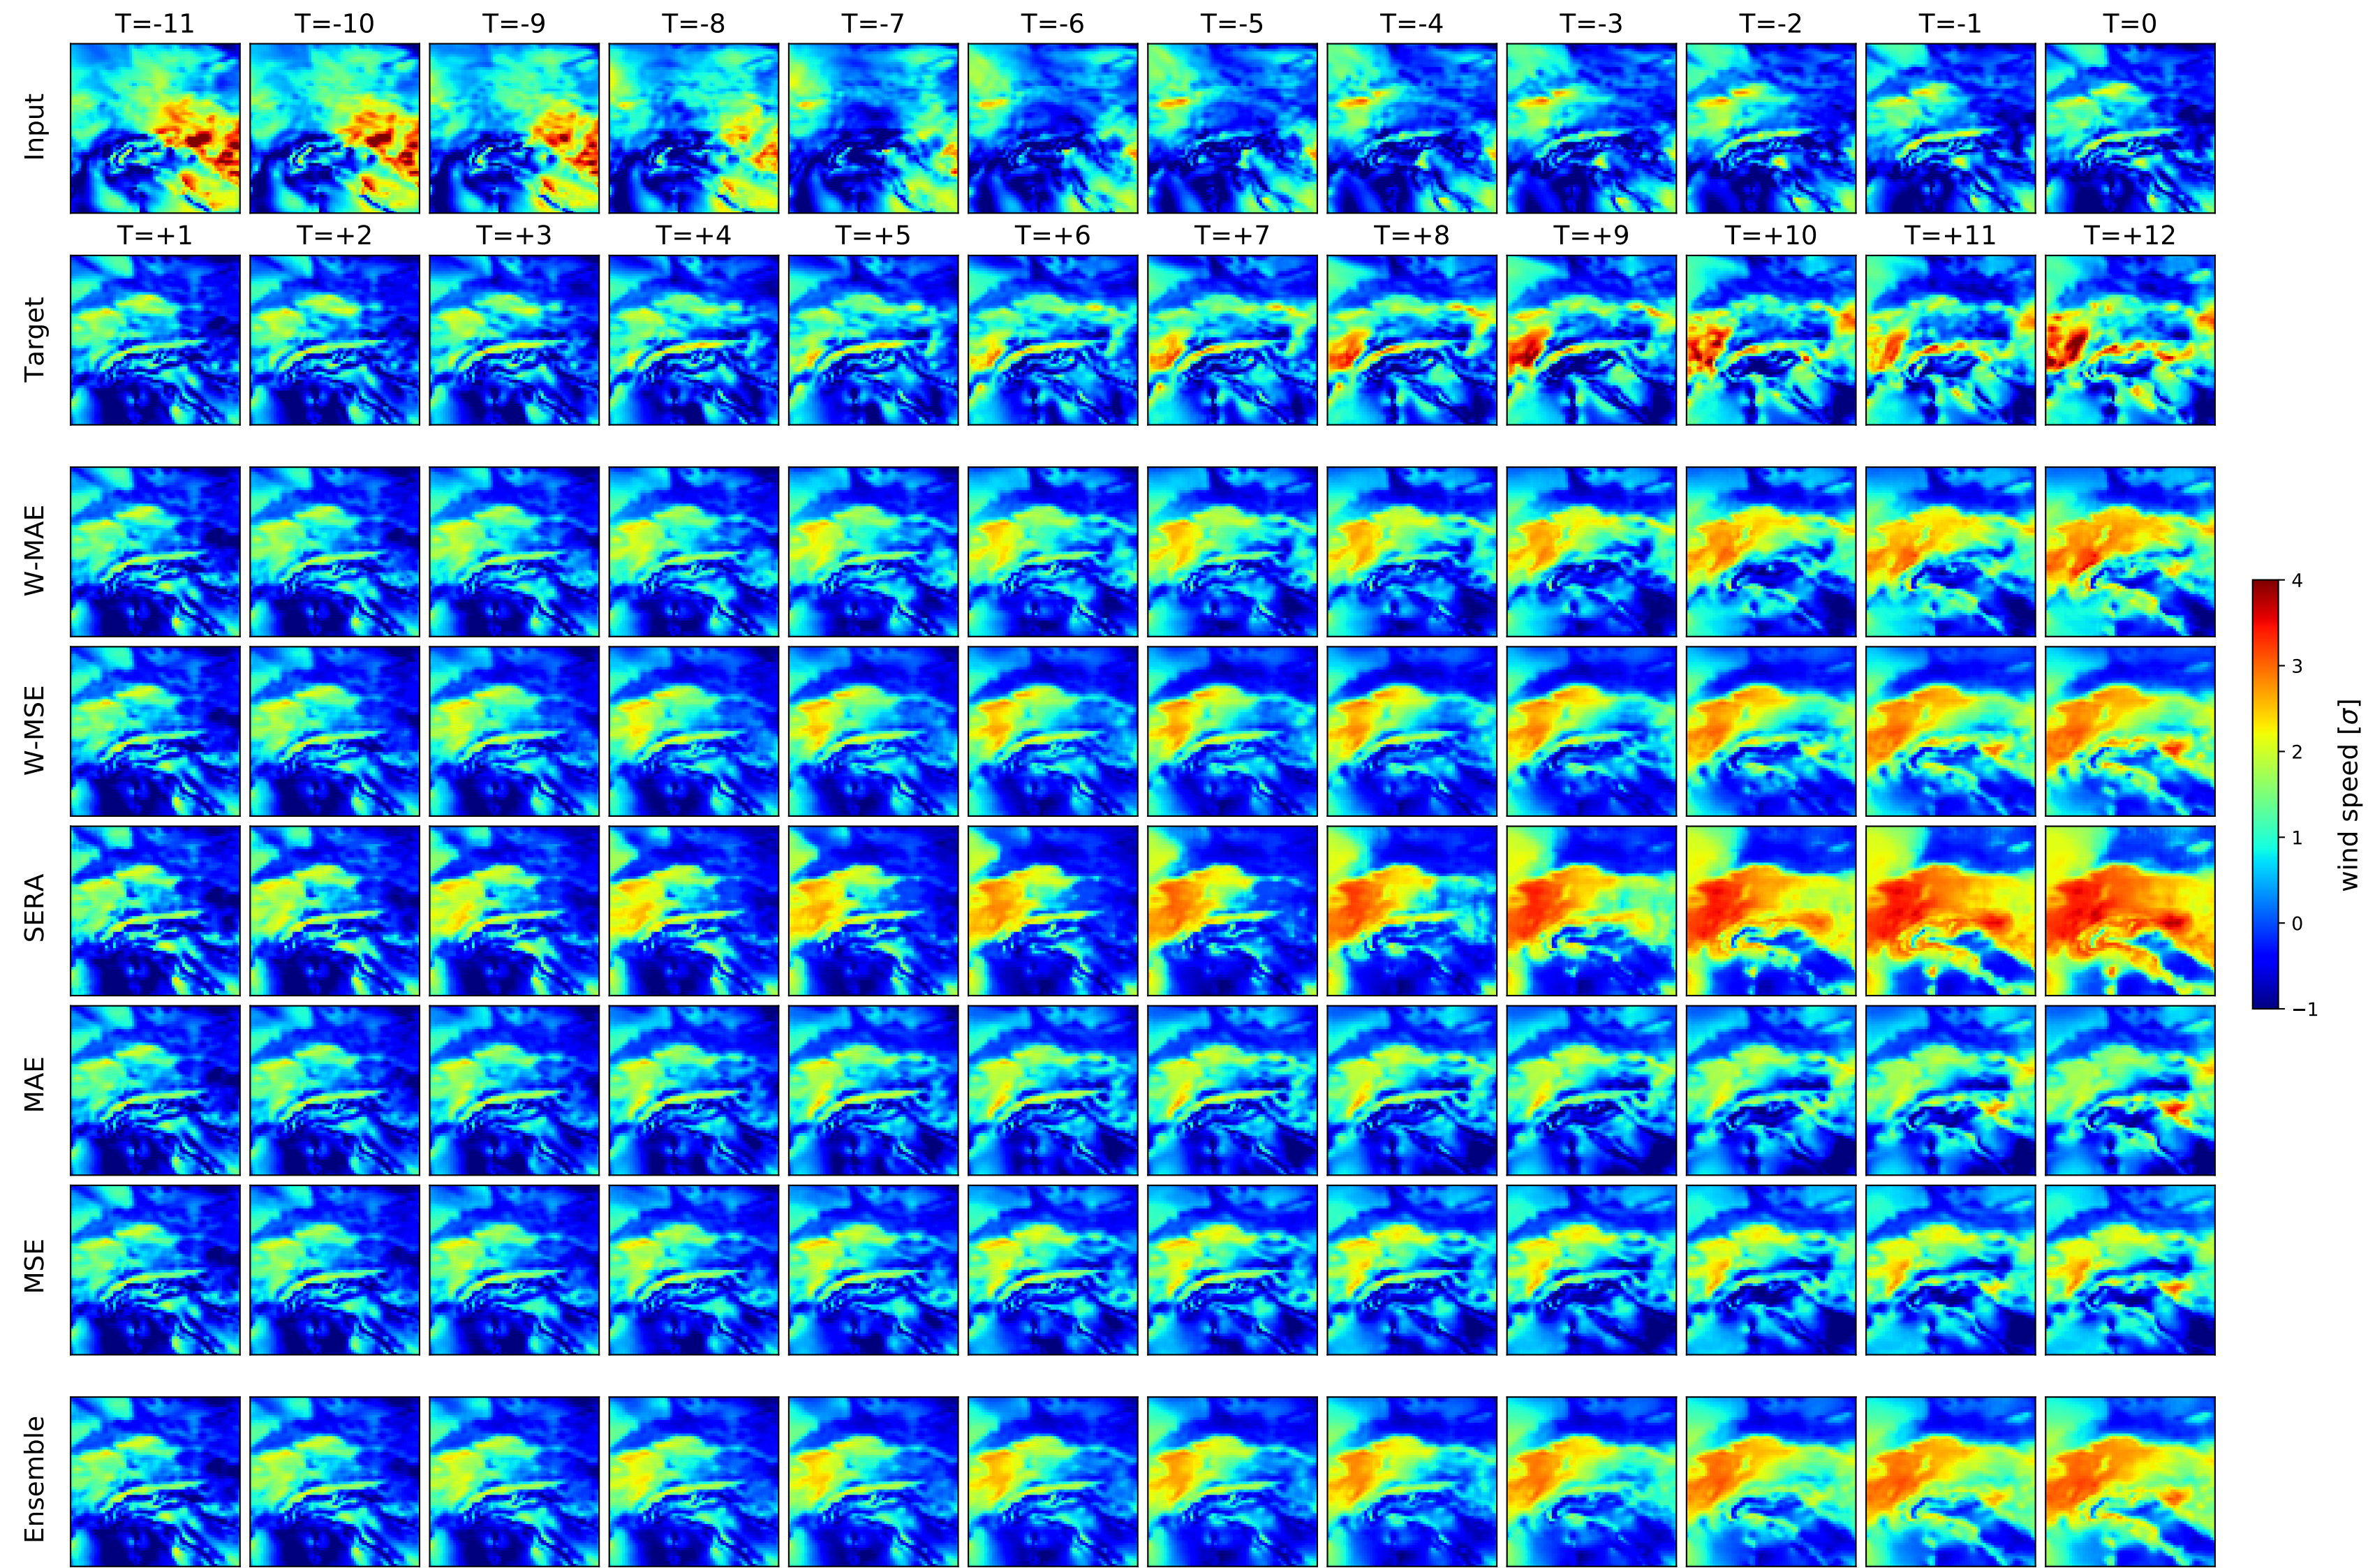 T=-11 T=-10 T=-9 T=-8 T=-7 T=-6 T=-5 T=-4 T=-3 T=-2 T=-1 T=0
Input
T=+1 T=+2 T=+3 T=+4 T=+5 T=+6 T=+7 T=+8 T=+9 T=+10 T=+11 T=+12
Target
W-MAE
W-MSE
SERA
MAE
MSE
Ensemble
4
3
2
1
0
−1
wind speed [σ]